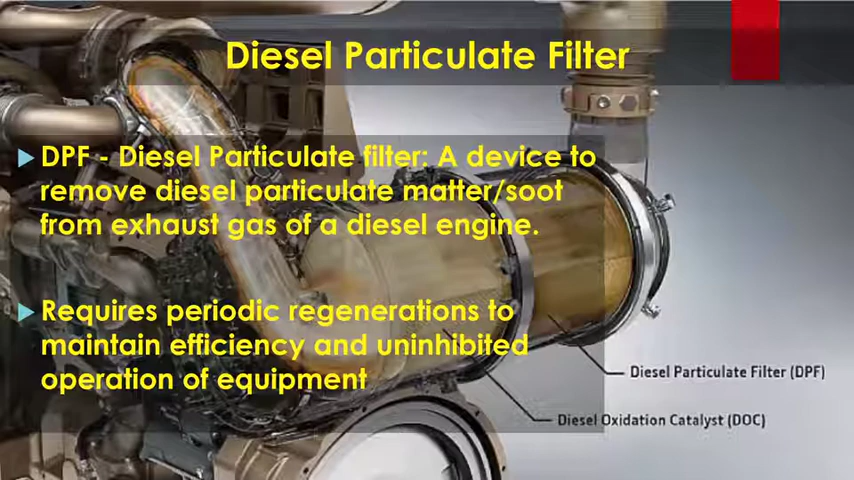 Diesel Particulate Filter
DPF - Diesel Particulate filter: A device to
remove diesel particulate matter/soot
from exhaust gas of a diesel engine.
Requires periodic regenerations to
maintain efficiency and uninhibited
operation of equipment
Diesel Particulate Filter (DPF)
Diesel Oxidation Catalyst (DOC)